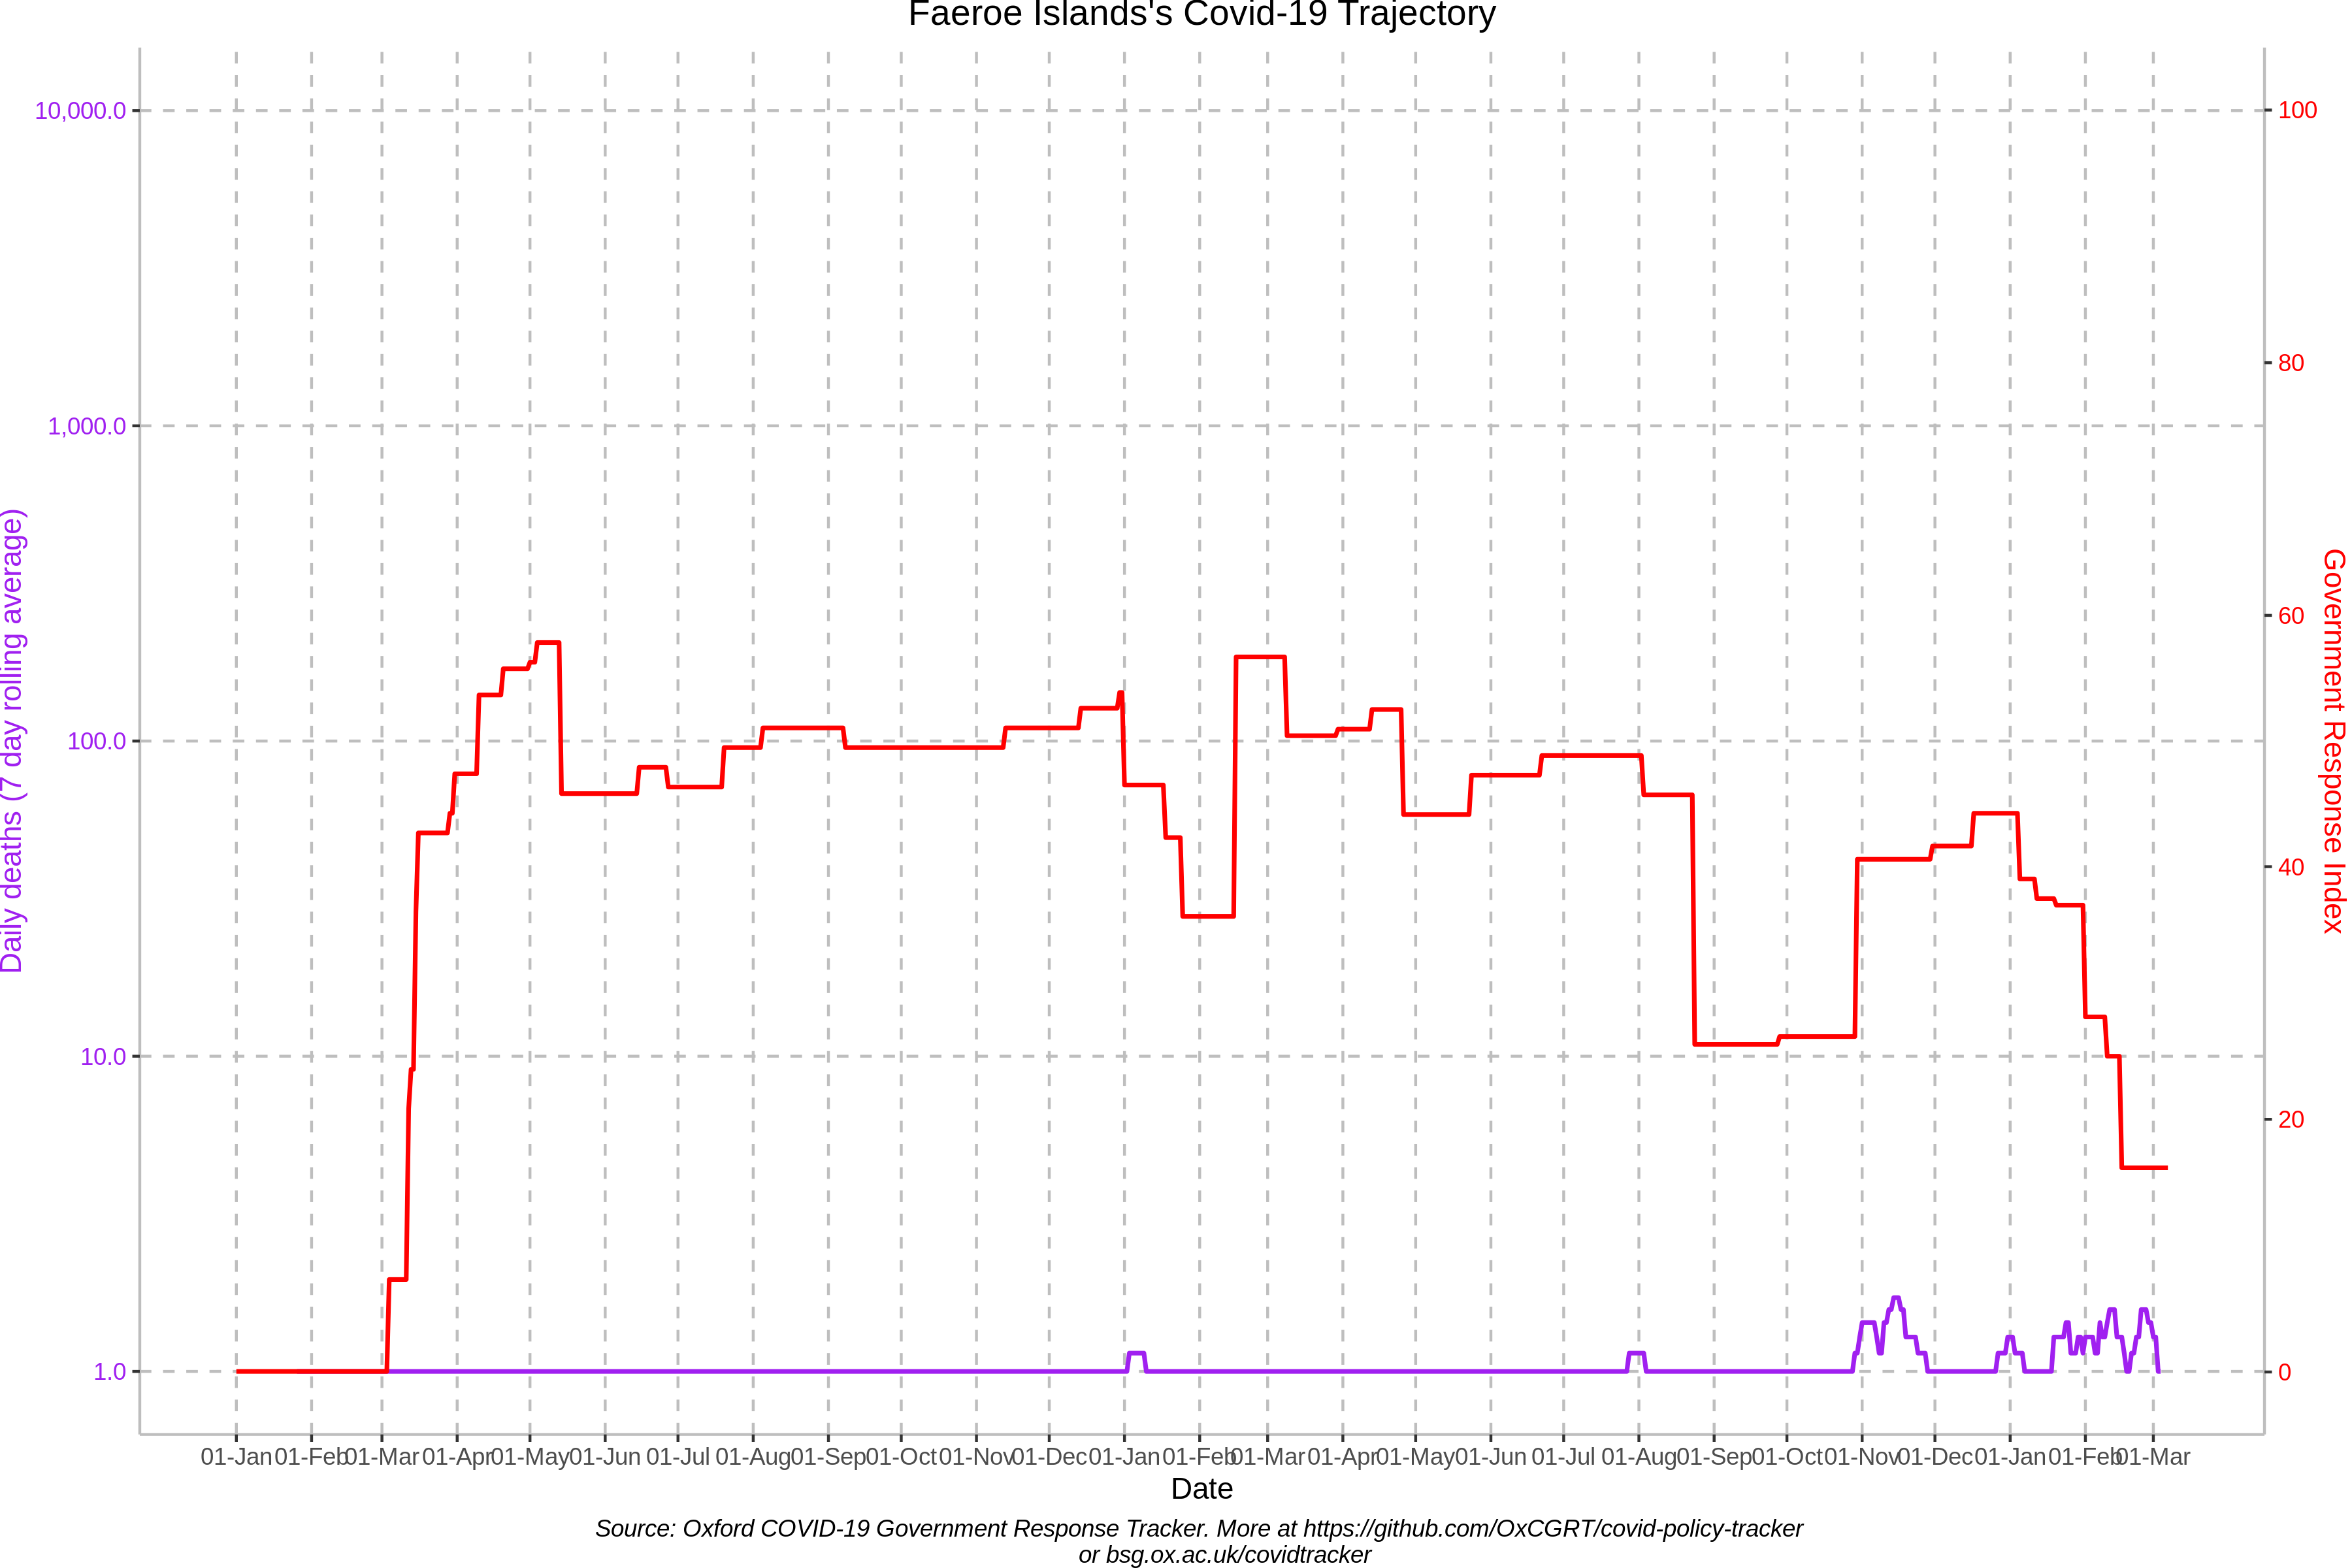 Faeroe Islands's Covid-19 Trajectory
10,000.0
1,000.0
100.0
10.0
1.0
Daily deaths (7 day rolling average)
100
80
60
40
20
0
Government Response Index
01-Jan 01-Feb 01-Mar 01-Apr 01-May 01-Jun 01-Jul 01-Aug 01-Sep 01-Oct 01-Nov 01-Dec 01-Jan 01-Feb 01-Mar 01-Apr 01-May 01-Jun 01-Jul 01-Aug 01-Sep 01-Oct 01-Nov 01-Dec 01-Jan 01-Feb 01-Mar
Date
Source: Oxford COVID-19 Government Response Tracker. More at https://github.com/OxCGRT/covid-policy-tracker
or bsg.ox.ac.uk/covidtracker